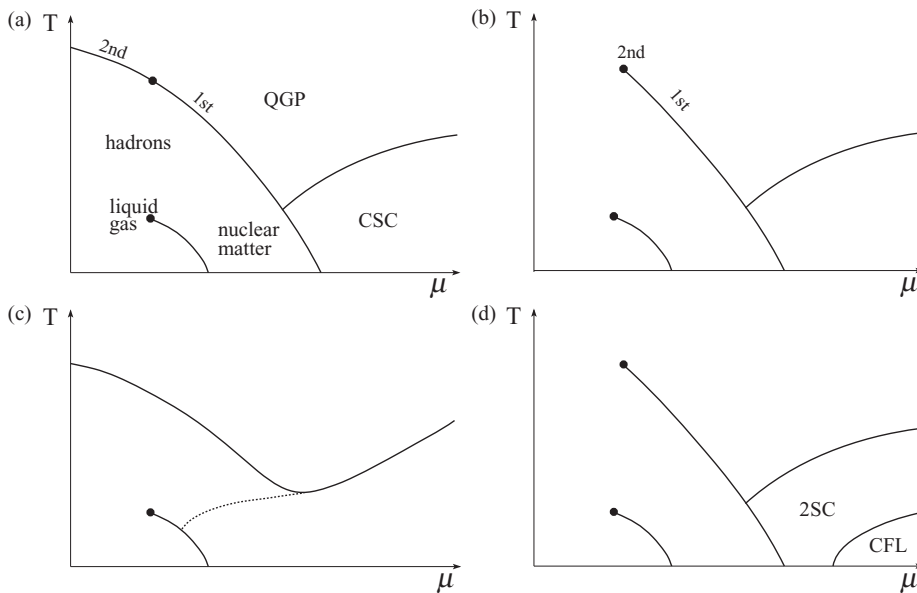 (a)
T
2nd
1st
QGP
hadrons
liquid
gas
nuclear
matter
CSC
μ
(b)
T
2nd
1st
μ
(c)
T
μ
(d)
T
2SC
CFL
μ